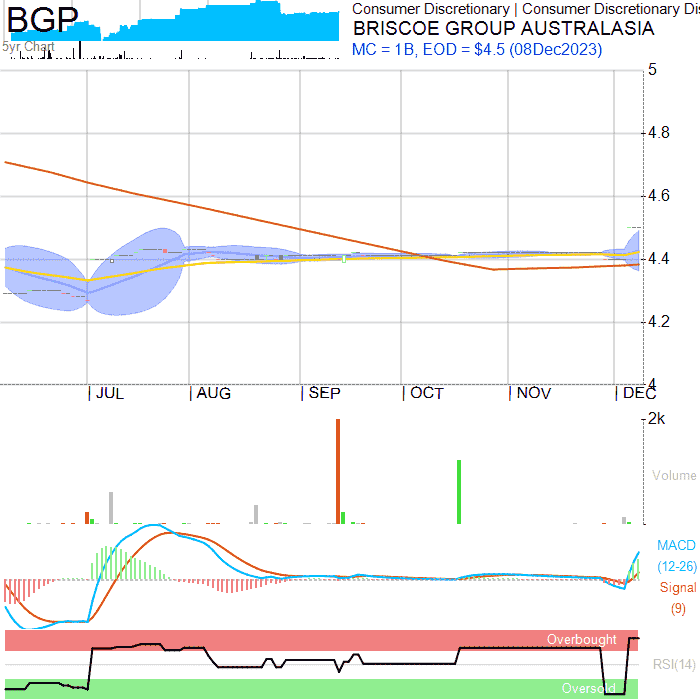 BGP
Consumer Discretionary | Consumer Discretionary Dis
BRISCOE GROUP AUSTRALASIA
5yr Chart
MC = 1B, EOD = $4.5 (08Dec2023)
5
4.8
4.6
4.4
4.2
4
JUL AUG SEP OCT NOV DEC
2k
Volume
MACD
(12-26)
Signal
(9)
Overbought
RSI(14)
Oversold